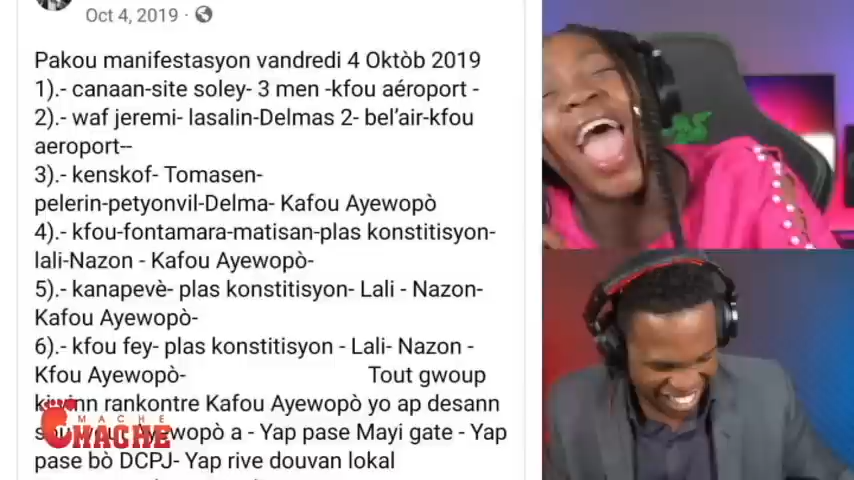 Oct 4, 2019 ·
Pakou manifestasyon vandredi 4 Oktòb 2019
1).- canaan-site soley- 3 men -kfou aéroport -
2).- waf jeremi- lasalin-Delmas 2- bel’air-kfou
aeroport--
3).- kenskof- Tomasen-
pelerin-petyonvil-Delma- Kafou Ayewopò
4).- kfou-fontamara-matisan-plas konstitisyon-
lali-Nazon - Kafou Ayewopò-
5).- kanapevè- plas konstitisyon- Lali - Nazon-
Kafou Ayewopò-
6).- kfou fey- plas konstitisyon - Lali- Nazon -
Kfou Ayewopò- Tout gwoup
rankontre Kafou Ayewopò yo ap desann
a - Yap pase Mayi gate - Yap
pase bò DCPJ- Yap rive douvan lokal
MACHE
MACHE